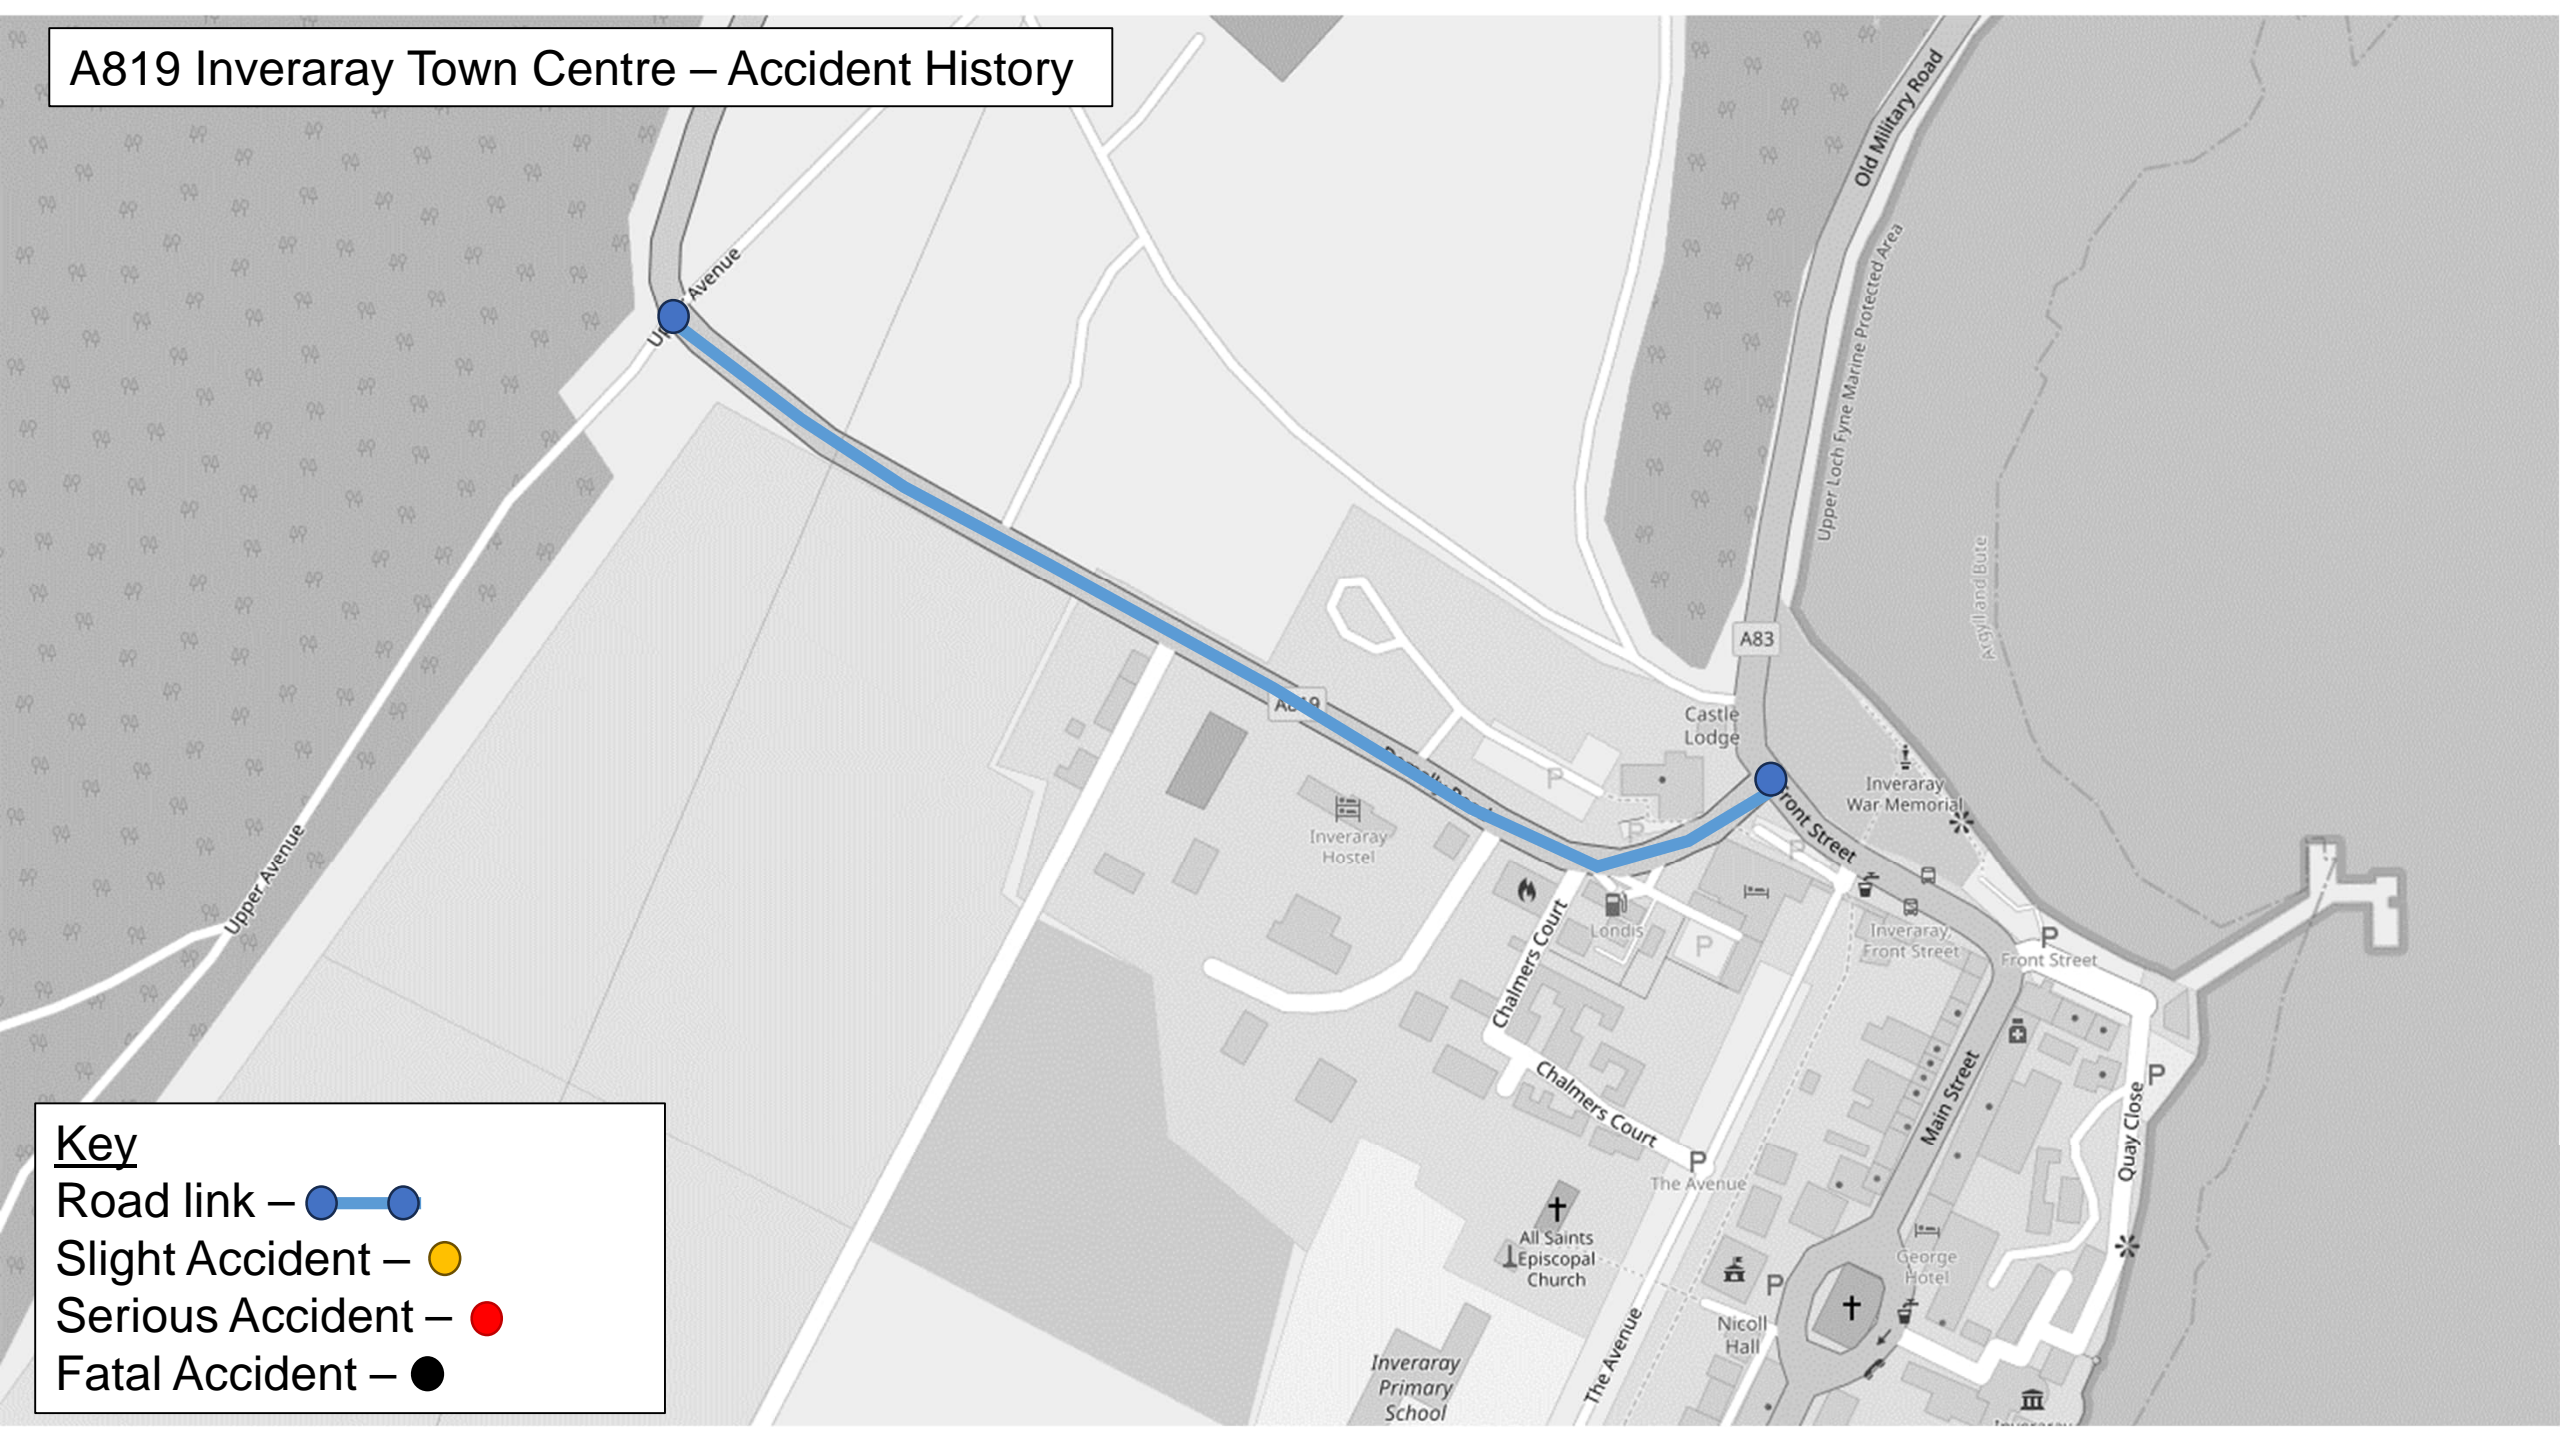 A819 Inveraray Town Centre – Accident History
Old Military Road
Avenue
Upper Loch Fyne Marine Protected Area
Argyll and Bute
A83
Castle
Lodge
Inveraray
War Memorial
Front Street
Inveraray
Hostel
Londis
P
P
P
P
Inveraray
Front Street
P
Front Street
Upper Avenue
Chalmers Court
Chalmers Court
P
The Avenue
Main Street
Quay Close
P
All Saints
Episcopal
Church
George
Hotel
P
Nicoll
Hall
The Avenue
Inveraray
Primary
School
Key
Road link –
Slight Accident –
Serious Accident –
Fatal Accident –